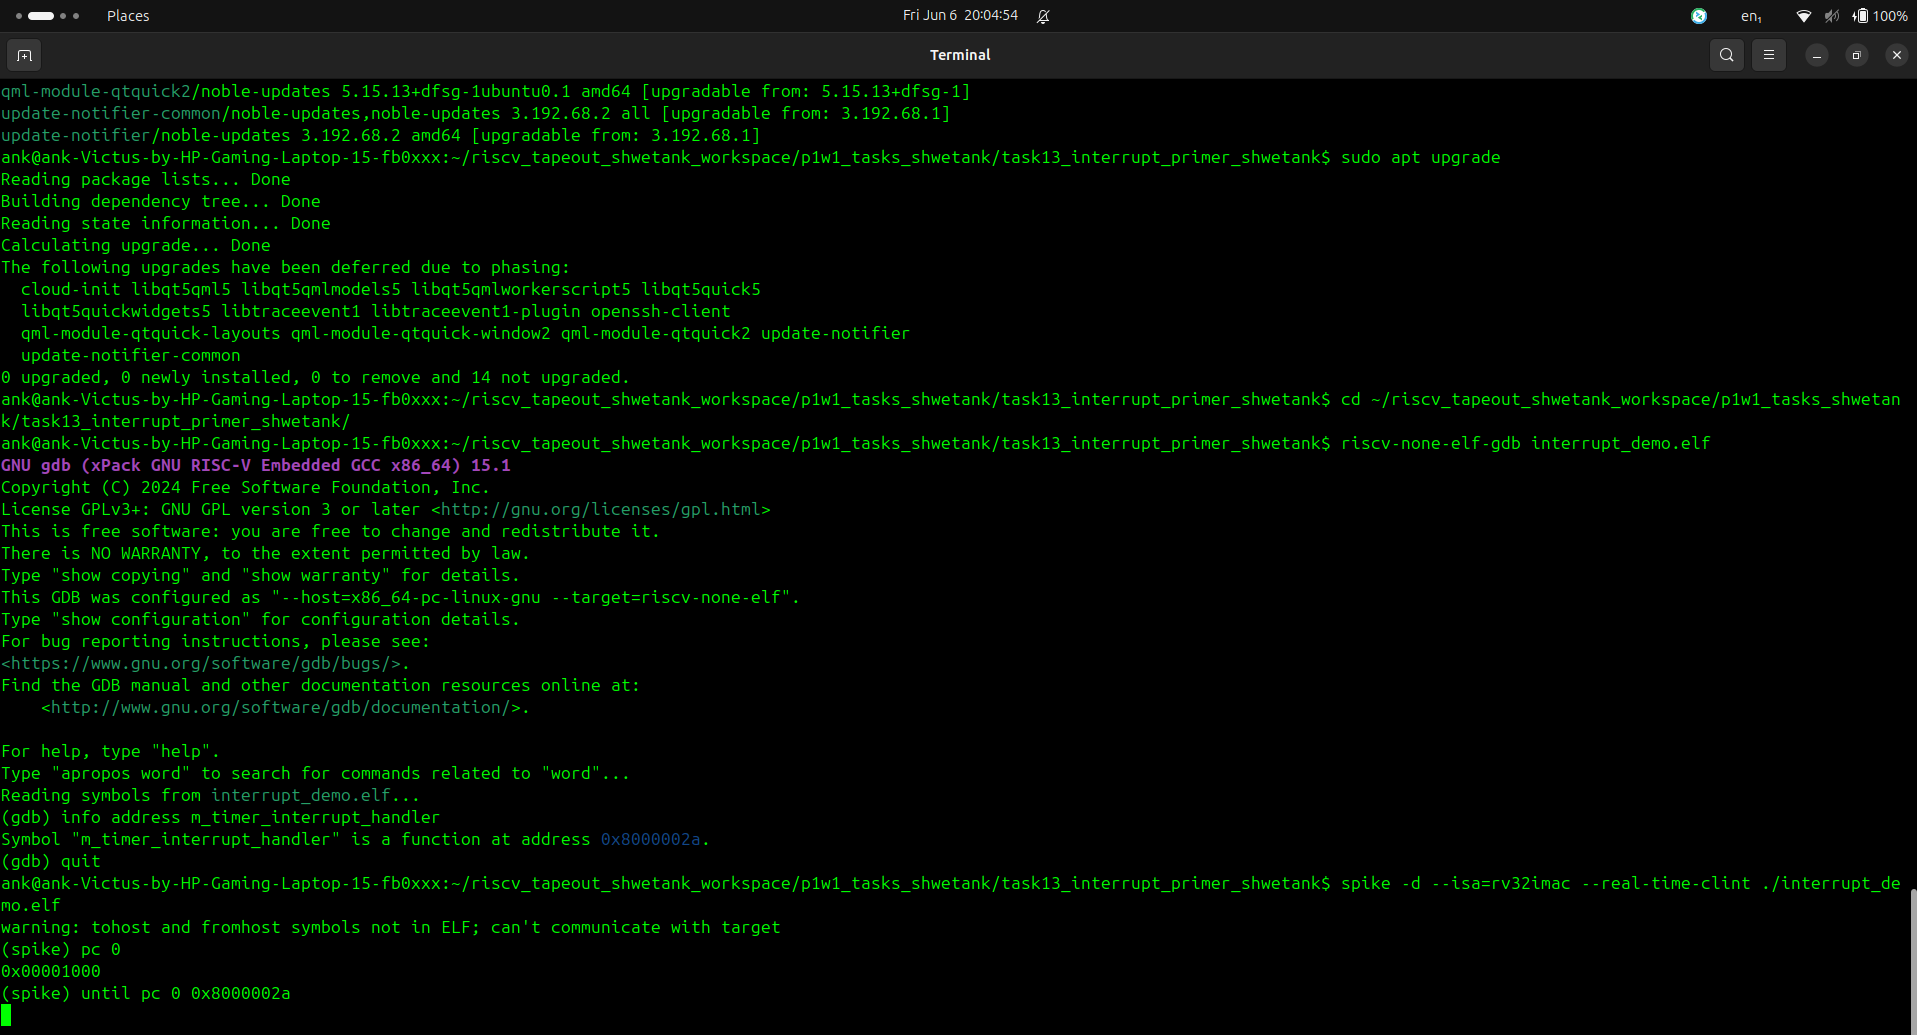 Places
Fri Jun 6 20:04:54
en₁
100%
Terminal
qml-module-qtquick2/noble-updates 5.15.13+dfsg-1ubuntu0.1 amd64 [upgradable from: 5.15.13+dfsg-1]
update-notifier-common/noble-updates,noble-updates 3.192.68.2 all [upgradable from: 3.192.68.1]
update-notifier/noble-updates 3.192.68.2 amd64 [upgradable from: 3.192.68.1]
ank@ank-Victus-by-HP-Gaming-Laptop-15-fb0xxx:~/riscv_tapeout_shwetank_workspace/p1w1_tasks_shwetank/task13_interrupt_primer_shwetank$ sudo apt upgrade
Reading package lists... Done
Building dependency tree... Done
Reading state information... Done
Calculating upgrade... Done
The following upgrades have been deferred due to phasing:
  cloud-init libqt5qml5 libqt5qmlmodels5 libqt5qmlworkerscript5 libqt5quick5
  libqt5quickwidgets5 libtraceevent1 libtraceevent1-plugin openssh-client
  qml-module-qtquick-layouts qml-module-qtquick-window2 qml-module-qtquick2 update-notifier
  update-notifier-common
0 upgraded, 0 newly installed, 0 to remove and 14 not upgraded.
ank@ank-Victus-by-HP-Gaming-Laptop-15-fb0xxx:~/riscv_tapeout_shwetank_workspace/p1w1_tasks_shwetank/task13_interrupt_primer_shwetank$ cd ~/riscv_tapeout_shwetank_workspace/p1w1_tasks_shwetan
k/task13_interrupt_primer_shwetank/
ank@ank-Victus-by-HP-Gaming-Laptop-15-fb0xxx:~/riscv_tapeout_shwetank_workspace/p1w1_tasks_shwetank/task13_interrupt_primer_shwetank$ riscv-none-elf-gdb interrupt_demo.elf
GNU gdb (xPack GNU RISC-V Embedded GCC x86_64) 15.1
Copyright (C) 2024 Free Software Foundation, Inc.
License GPLv3+: GNU GPL version 3 or later <http://gnu.org/licenses/gpl.html>
This is free software: you are free to change and redistribute it.
There is NO WARRANTY, to the extent permitted by law.
Type "show copying" and "show warranty" for details.
This GDB was configured as "--host=x86_64-pc-linux-gnu --target=riscv-none-elf".
Type "show configuration" for configuration details.
For bug reporting instructions, please see:
<https://www.gnu.org/software/gdb/bugs/>.
Find the GDB manual and other documentation resources online at:
    <http://www.gnu.org/software/gdb/documentation/>.
For help, type "help".
Type "apropos word" to search for commands related to "word"...
Reading symbols from interrupt_demo.elf...
(gdb) info address m_timer_interrupt_handler
Symbol "m_timer_interrupt_handler" is a function at address 0x8000002a.
(gdb) quit
ank@ank-Victus-by-HP-Gaming-Laptop-15-fb0xxx:~/riscv_tapeout_shwetank_workspace/p1w1_tasks_shwetank/task13_interrupt_primer_shwetank$ spike -d --isa=rv32imac --real-time-clint ./interrupt_de
mo.elf
warning: tohost and fromhost symbols not in ELF; can't communicate with target
(spike) pc 0
0x00001000
(spike) until pc 0 0x8000002a